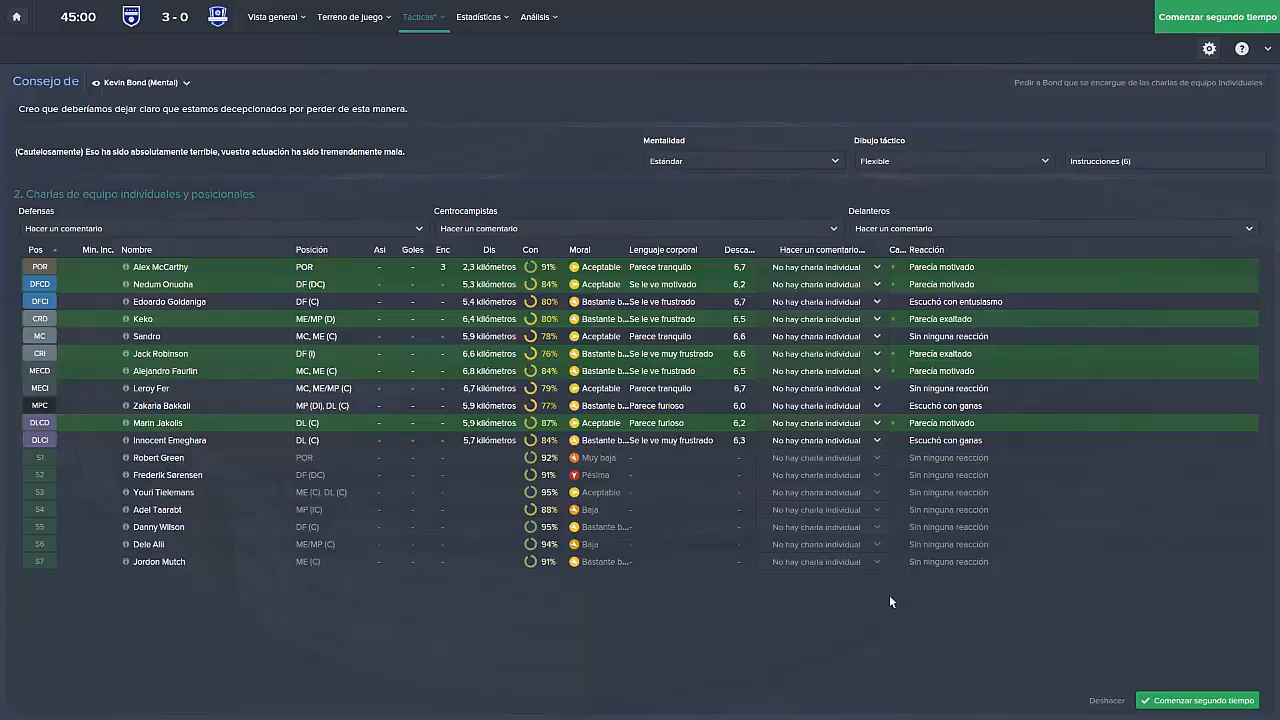 45:00 3 - 0 Vista general Terreno de juego Tácticas* Estadísticas Análisis Comenzar segundo tiempo
Consejo de Kevin Bond (Mental) Pedir a Bond que se encargue de las charlas de equipo individuales
Creo que deberíamos dejar claro que estamos decepcionados por perder de esta manera.
Mentalidad Dibujo táctico
(Cautelosamente) Eso ha sido absolutamente terrible, vuestra actuación ha sido tremendamente mala.
Estándar Flexible Instrucciones (6)
2. Charlas de equipo individuales y posicionales
Defensas Centrocampistas Delanteros
Hacer un comentario Hacer un comentario Hacer un comentario
Pos Min. Inc. Nombre Posición Asi Goles Enc Dis Con Moral Lenguaje corporal Desca... Hacer un comentario... Ca... Reacción
POR Alex McCarthy POR - - 3 2,3 kilómetros 91% Aceptable Parece tranquilo 6,7 No hay charla individual Parecía motivado
DFCD Nedum Onuoha DF (DC) - - - 5,3 kilómetros 84% Aceptable Se le ve motivado 6,2 No hay charla individual Parecía motivado
DFCI Edoardo Goldaniga DF (C) - - - 5,4 kilómetros 80% Bastante b... Se le ve frustrado 6,7 No hay charla individual Escuchó con entusiasmo
CRD Keko ME/MP (D) - - - 6,4 kilómetros 80% Bastante b... Se le ve frustrado 6,5 No hay charla individual Parecía exaltado
MC Sandro MC, ME (C) - - - 5,9 kilómetros 78% Aceptable Parece tranquilo 6,6 No hay charla individual Sin ninguna reacción
CRI Jack Robinson DF (I) - - - 6,6 kilómetros 76% Bastante b... Se le ve muy frustrado 6,6 No hay charla individual Parecía exaltado
MECD Alejandro Faurlin MC, ME (C) - - - 6,8 kilómetros 84% Bastante b... Se le ve frustrado 6,5 No hay charla individual Parecía motivado
MECI Leroy Fer MC, ME/MP (C) - - - 6,7 kilómetros 79% Aceptable Parece tranquilo 6,7 No hay charla individual Sin ninguna reacción
MPC Zakaria Bakkali MP (DI), DL (C) - - - 5,9 kilómetros 77% Bastante b... Parece furioso 6,0 No hay charla individual Escuchó con ganas
DLCD Marin Jakolis DL (C) - - - 5,9 kilómetros 87% Aceptable Parece furioso 6,2 No hay charla individual Parecía motivado
DLCI Innocent Emeghara DL (C) - - - 5,7 kilómetros 84% Bastante b... Se le ve muy frustrado 6,3 No hay charla individual Escuchó con ganas
S1 Robert Green POR - - - 92% Muy baja - - No hay charla individual Sin ninguna reacción
S2 Frederik Sørensen DF (DC) - - - 91% Pésima - - No hay charla individual Sin ninguna reacción
S3 Youri Tielemans ME (C), DL (C) - - - 95% Aceptable - - No hay charla individual Sin ninguna reacción
S4 Adel Taarabt MP (IC) - - - 88% Baja - - No hay charla individual Sin ninguna reacción
S5 Danny Wilson DF (C) - - - 95% Bastante b... - - No hay charla individual Sin ninguna reacción
S6 Dele Alli ME/MP (C) - - - 94% Baja - - No hay charla individual Sin ninguna reacción
S7 Jordon Mutch ME (C) - - - 91% Bastante b... - - No hay charla individual Sin ninguna reacción
Deshacer Comenzar segundo tiempo